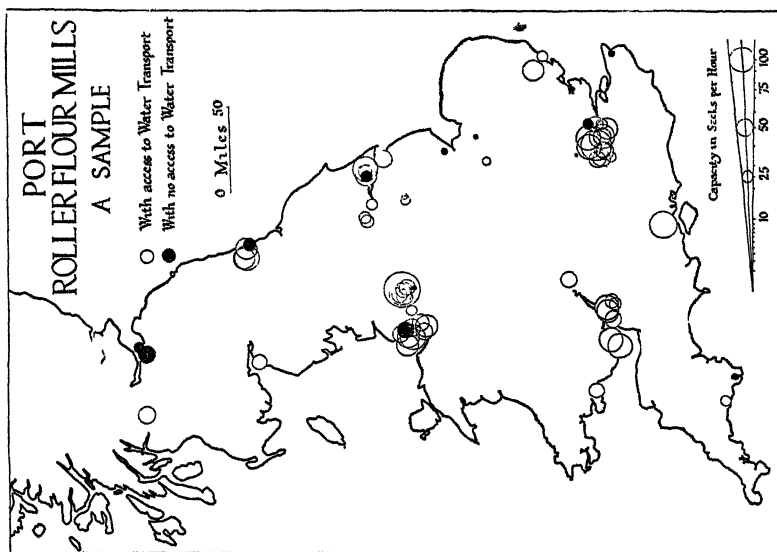 PORT
ROLLER FLOUR MILLS
A SAMPLE
With access to Water Transport
With no access to Water Transport
0 Miles 50
Capacity in Sacks per Hour
10 25 50 75 100